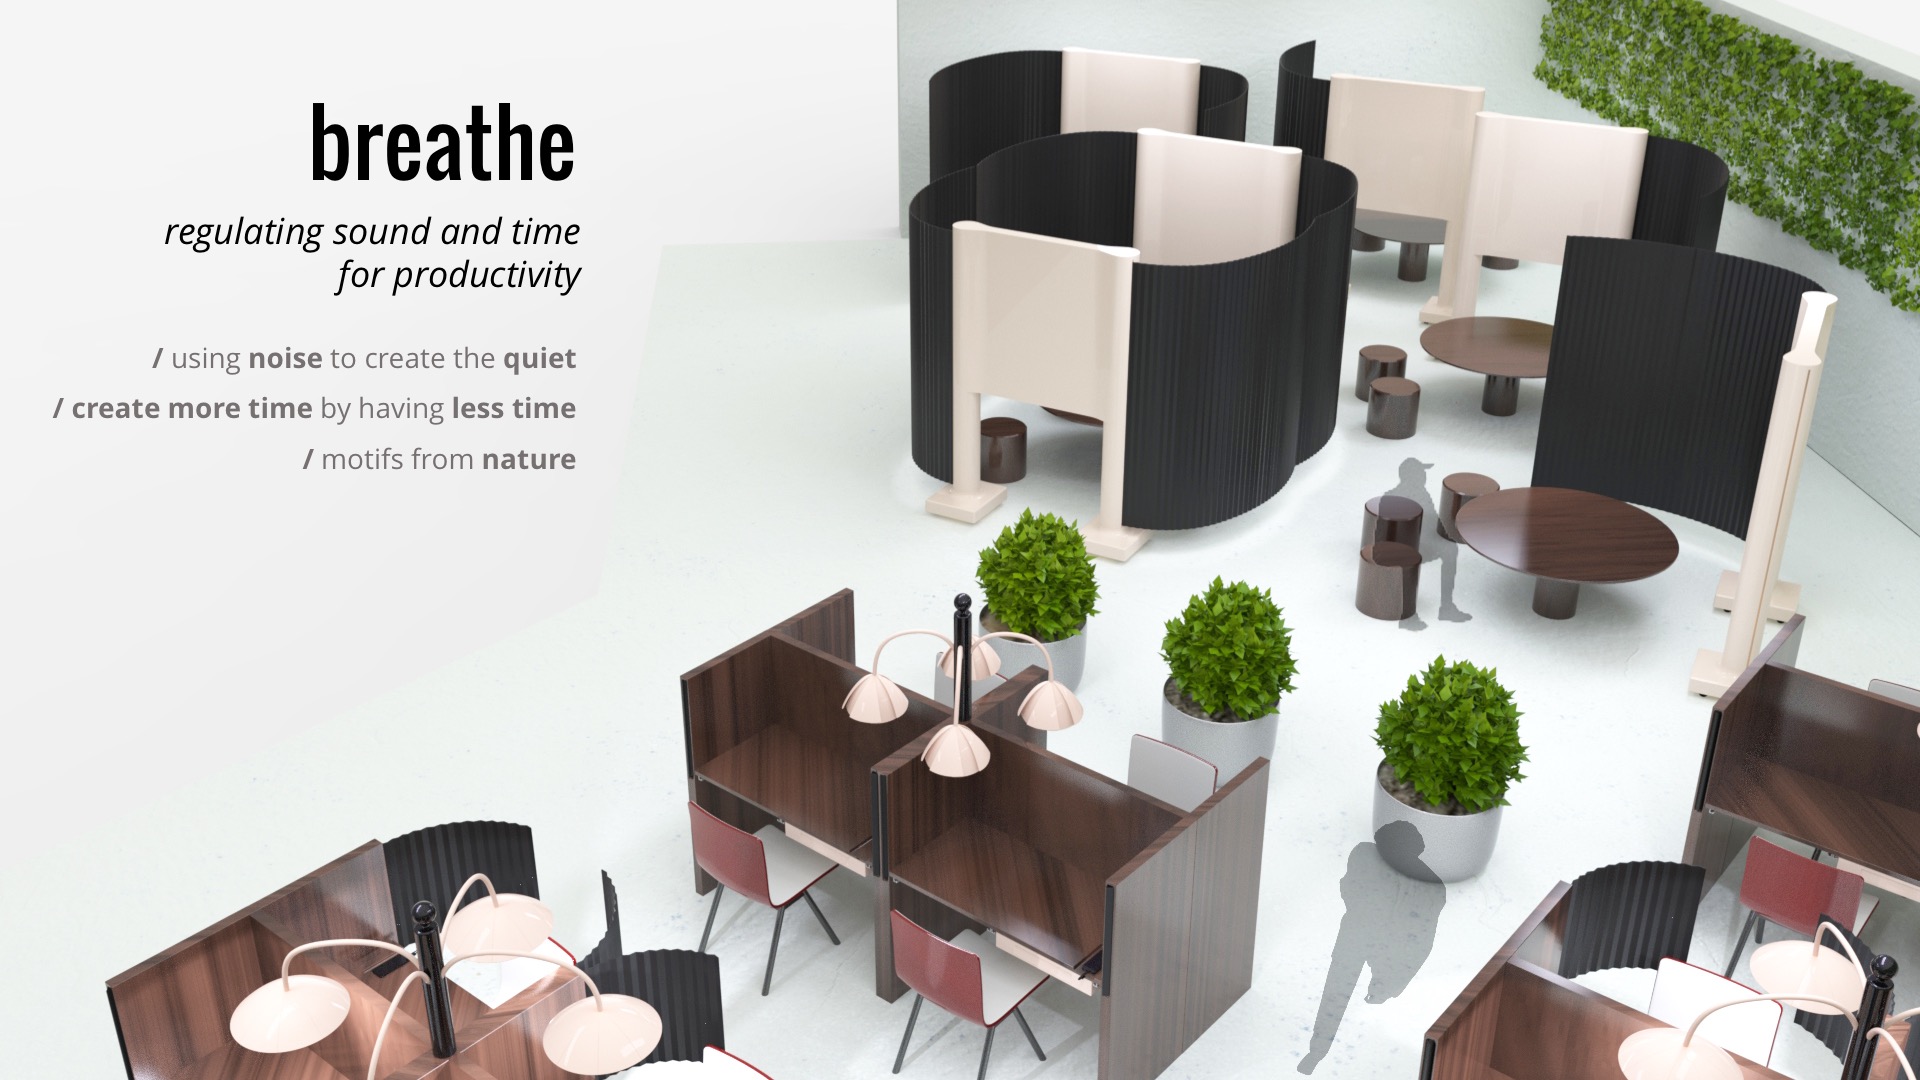 breathe
regulating sound and time
for productivity
/ using noise to create the quiet
/ create more time by having less time
/ motifs from nature